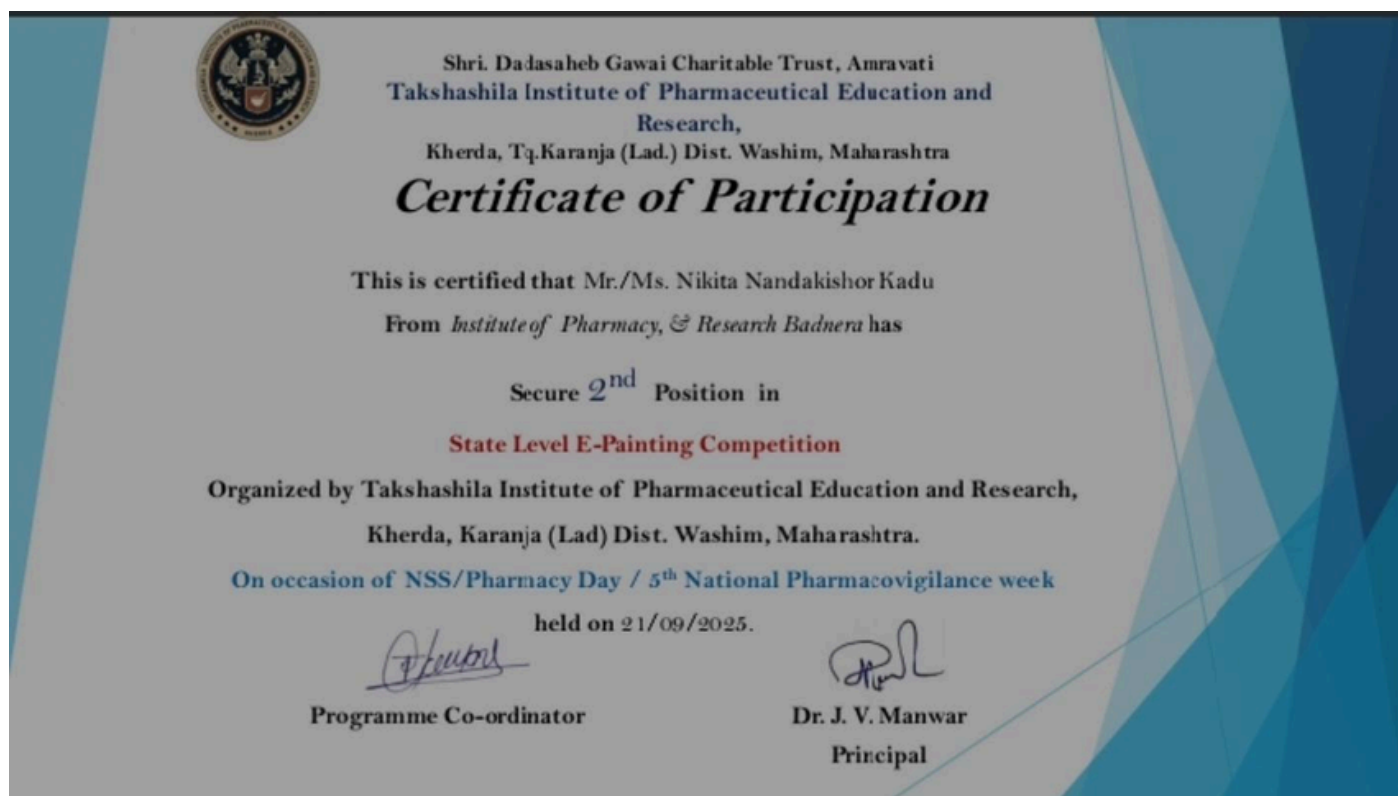 Shri. Dadasaheb Gawai Charitable Trust, Amravati
Takshashila Institute of Pharmaceutical Education and
Research,
Kherda, Tq.Karanja (Lad.) Dist. Washim, Maharashtra
Certificate of Participation
This is certified that Mr./Ms. Nikita Nandakishor Kadu
From Institute of Pharmacy, & Research Badnera has
Secure 2nd Position in
State Level E-Painting Competition
Organized by Takshashila Institute of Pharmaceutical Education and Research,
Kherda, Karanja (Lad) Dist. Washim, Maharashtra.
On occasion of NSS/Pharmacy Day / 5th National Pharmacovigilance week
held on 21/09/2025.
Programme Co-ordinator
Dr. J. V. Manwar
Principal